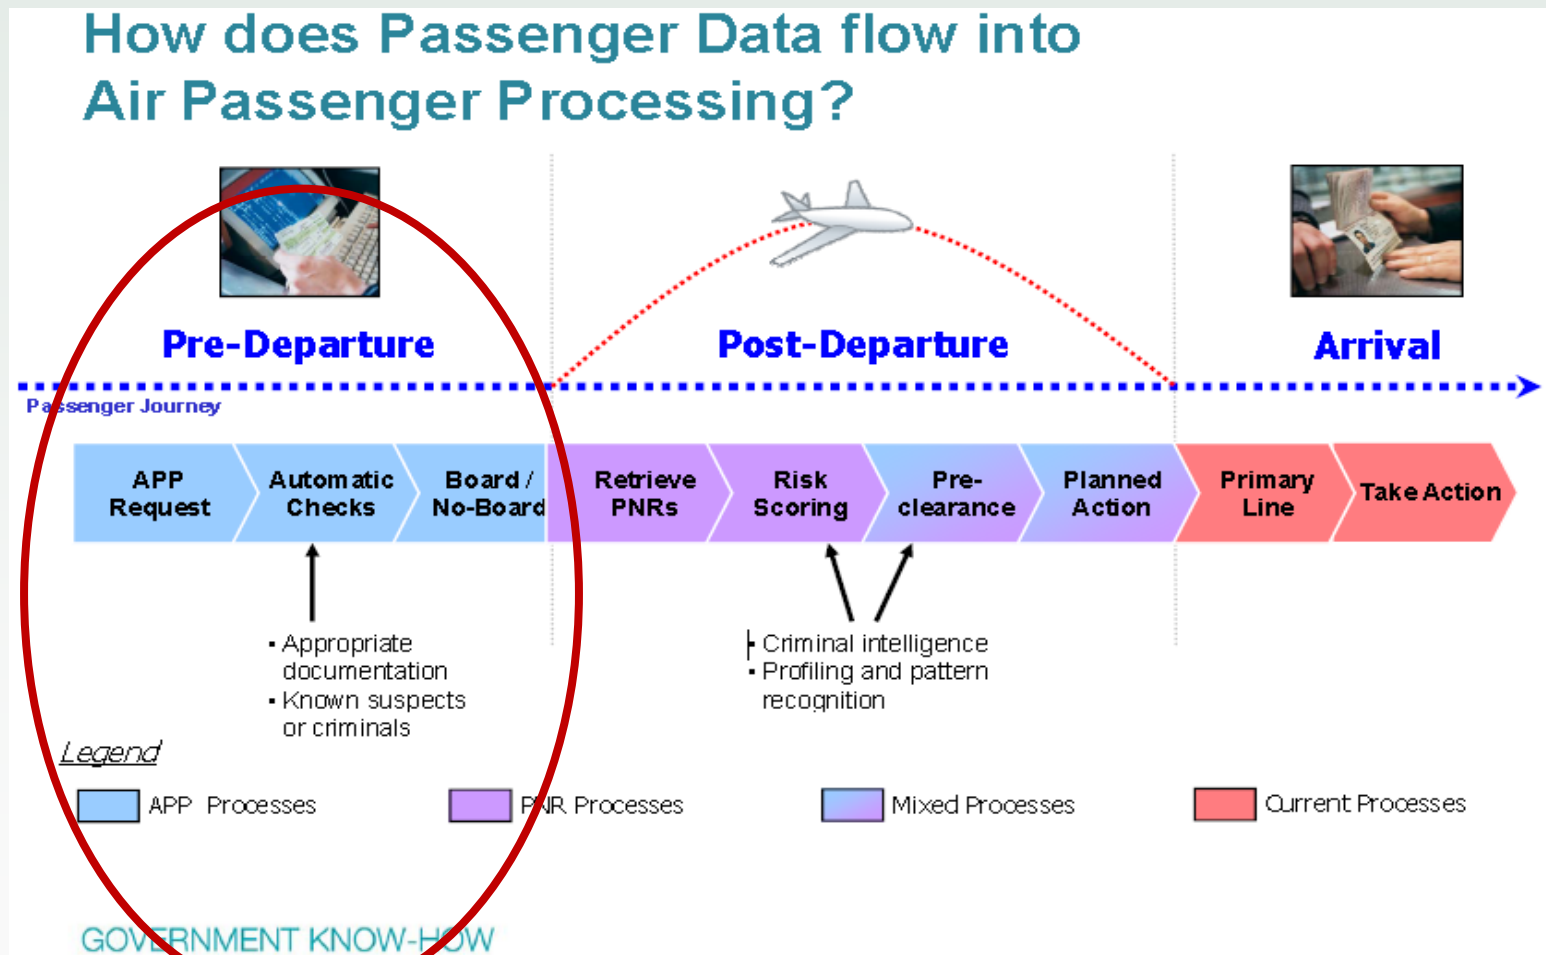 How does Passenger Data flow into
Air Passenger Processing?
Pre-Departure
Post-Departure
Arrival
Passenger Journey
APP
Request
Automatic
Checks
Board /
No-Board
Retrieve
PNRs
Risk
Scoring
Pre-
clearance
Planned
Action
Primary
Line
Take Action
▪ Appropriate
documentation
▪ Known suspects
or criminals
▪ Criminal intelligence
▪ Profiling and pattern
recognition
Legend
APP Processes
PNR Processes
Mixed Processes
Current Processes
GOVERNMENT KNOW-HOW